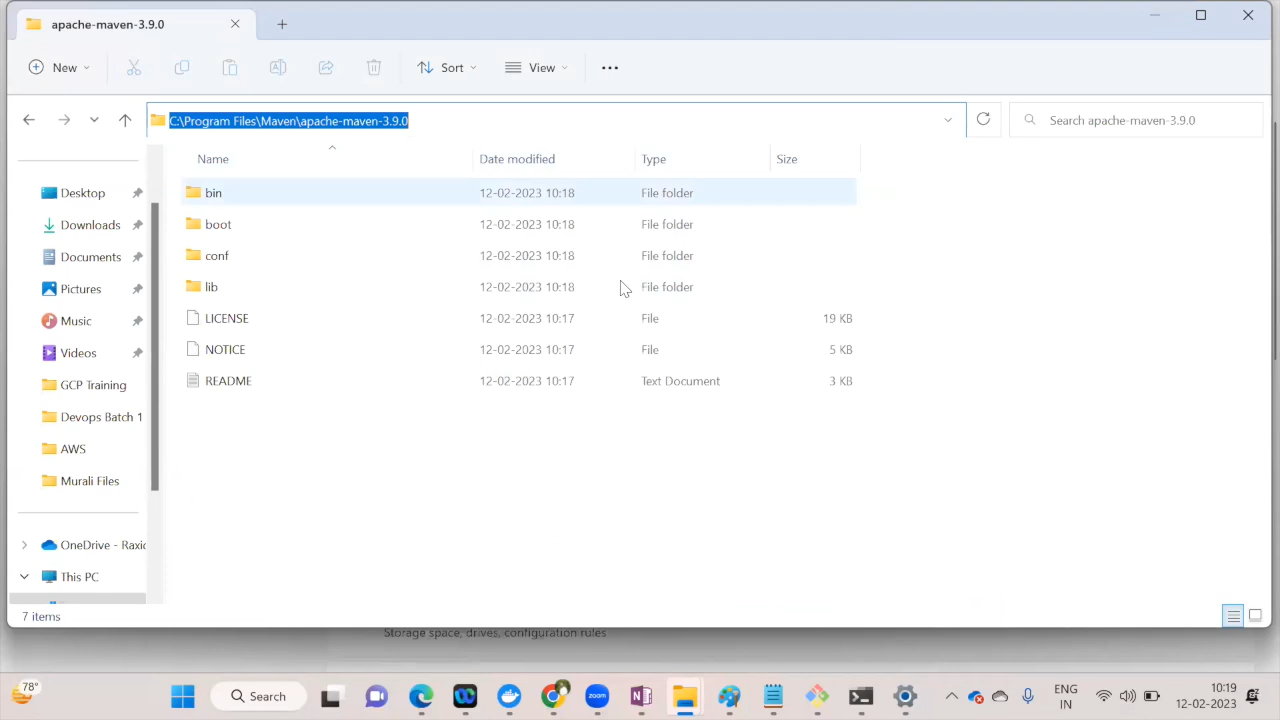 apache-maven-3.9.0
New
Sort
View
C:\Program Files\Maven\apache-maven-3.9.0
Search apache-maven-3.9.0
Name Date modified Type Size
bin 12-02-2023 10:18 File folder
boot 12-02-2023 10:18 File folder
conf 12-02-2023 10:18 File folder
lib 12-02-2023 10:18 File folder
LICENSE 12-02-2023 10:17 File 19 KB
NOTICE 12-02-2023 10:17 File 5 KB
README 12-02-2023 10:17 Text Document 3 KB
Desktop
Downloads
Documents
Pictures
Music
Videos
GCP Training
Devops Batch 1
AWS
Murali Files
OneDrive - Raxic
This PC
7 items
Storage space, drives, configuration rules
78°
Search
zoom
N
ENG
IN
10:19
12-02-2023